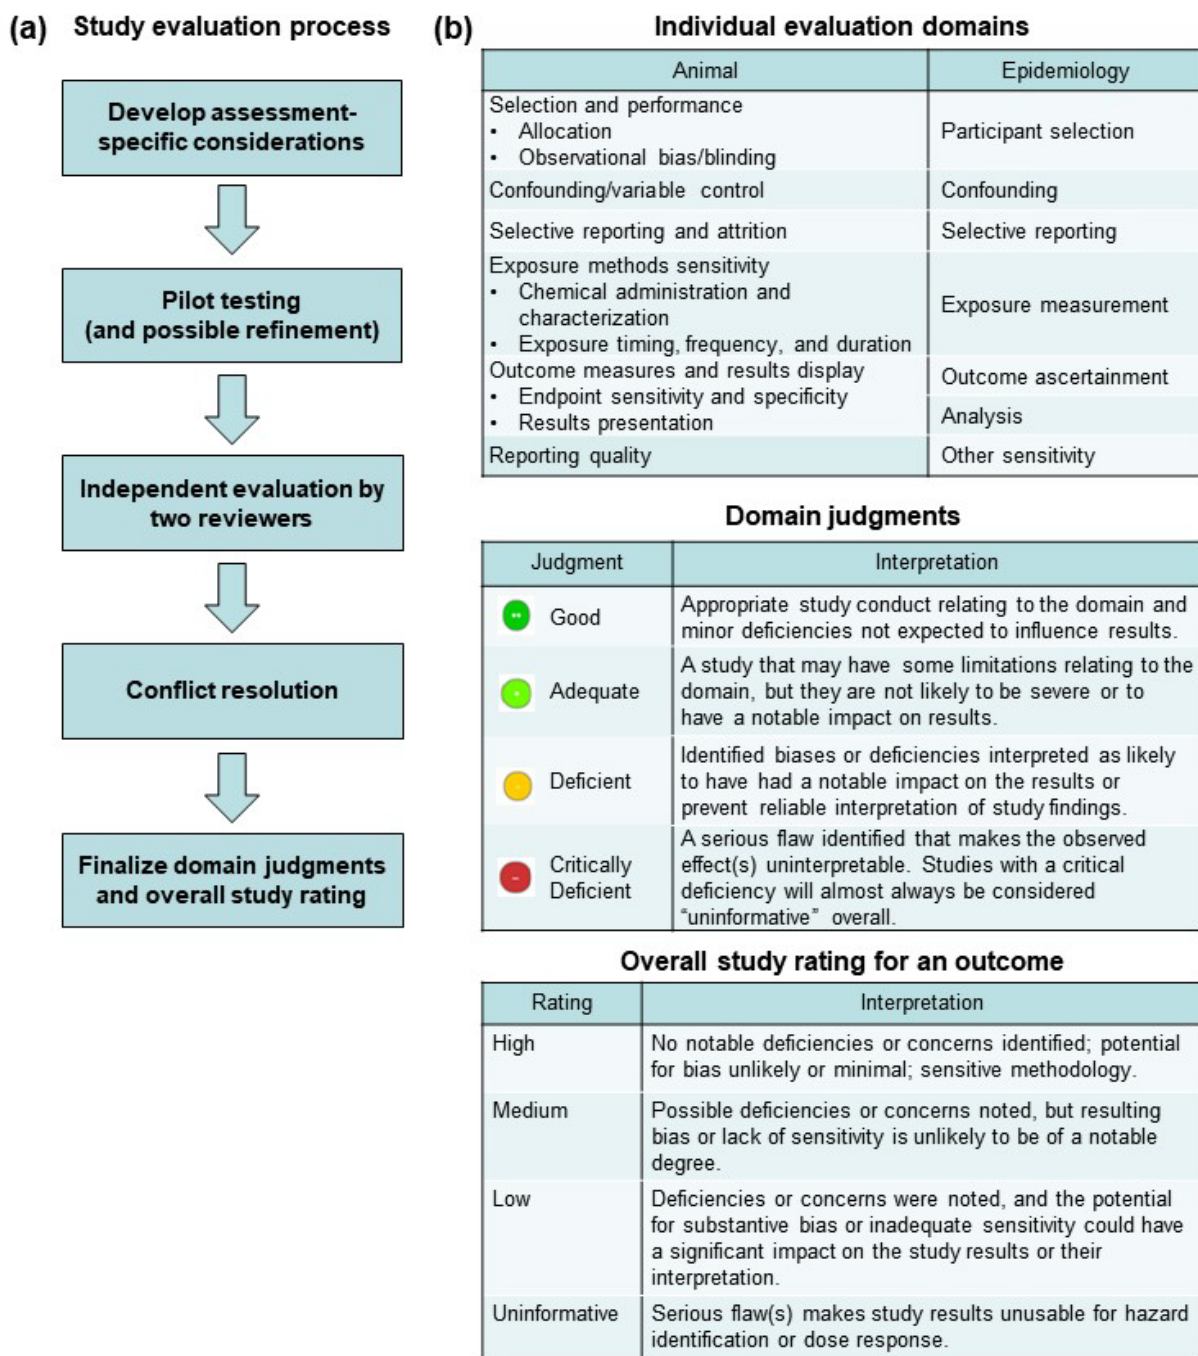 (a) Study evaluation process
Develop assessment-
specific considerations
Pilot testing
(and possible refinement)
Independent evaluation by
two reviewers
Conflict resolution
Finalize domain judgments
and overall study rating
(b) Individual evaluation domains
Animal
Epidemiology
Selection and performance
• Allocation
• Observational bias/blinding
Participant selection
Confounding/variable control
Confounding
Selective reporting and attrition
Selective reporting
Exposure methods sensitivity
• Chemical administration and
characterization
• Exposure timing, frequency, and duration
Exposure measurement
Outcome measures and results display
• Endpoint sensitivity and specificity
• Results presentation
Outcome ascertainment
Analysis
Reporting quality
Other sensitivity
Domain judgments
Judgment
Interpretation
++ Good
Appropriate study conduct relating to the domain and
minor deficiencies not expected to influence results.
+ Adequate
A study that may have some limitations relating to the
domain, but they are not likely to be severe or to
have a notable impact on results.
- Deficient
Identified biases or deficiencies interpreted as likely
to have had a notable impact on the results or
prevent reliable interpretation of study findings.
-- Critically
Deficient
A serious flaw identified that makes the observed
effect(s) uninterpretable. Studies with a critical
deficiency will almost always be considered
“uninformative” overall.
Overall study rating for an outcome
Rating
Interpretation
High
No notable deficiencies or concerns identified; potential
for bias unlikely or minimal; sensitive methodology.
Medium
Possible deficiencies or concerns noted, but resulting
bias or lack of sensitivity is unlikely to be of a notable
degree.
Low
Deficiencies or concerns were noted, and the potential
for substantive bias or inadequate sensitivity could have
a significant impact on the study results or their
interpretation.
Uninformative
Serious flaw(s) makes study results unusable for hazard
identification or dose response.